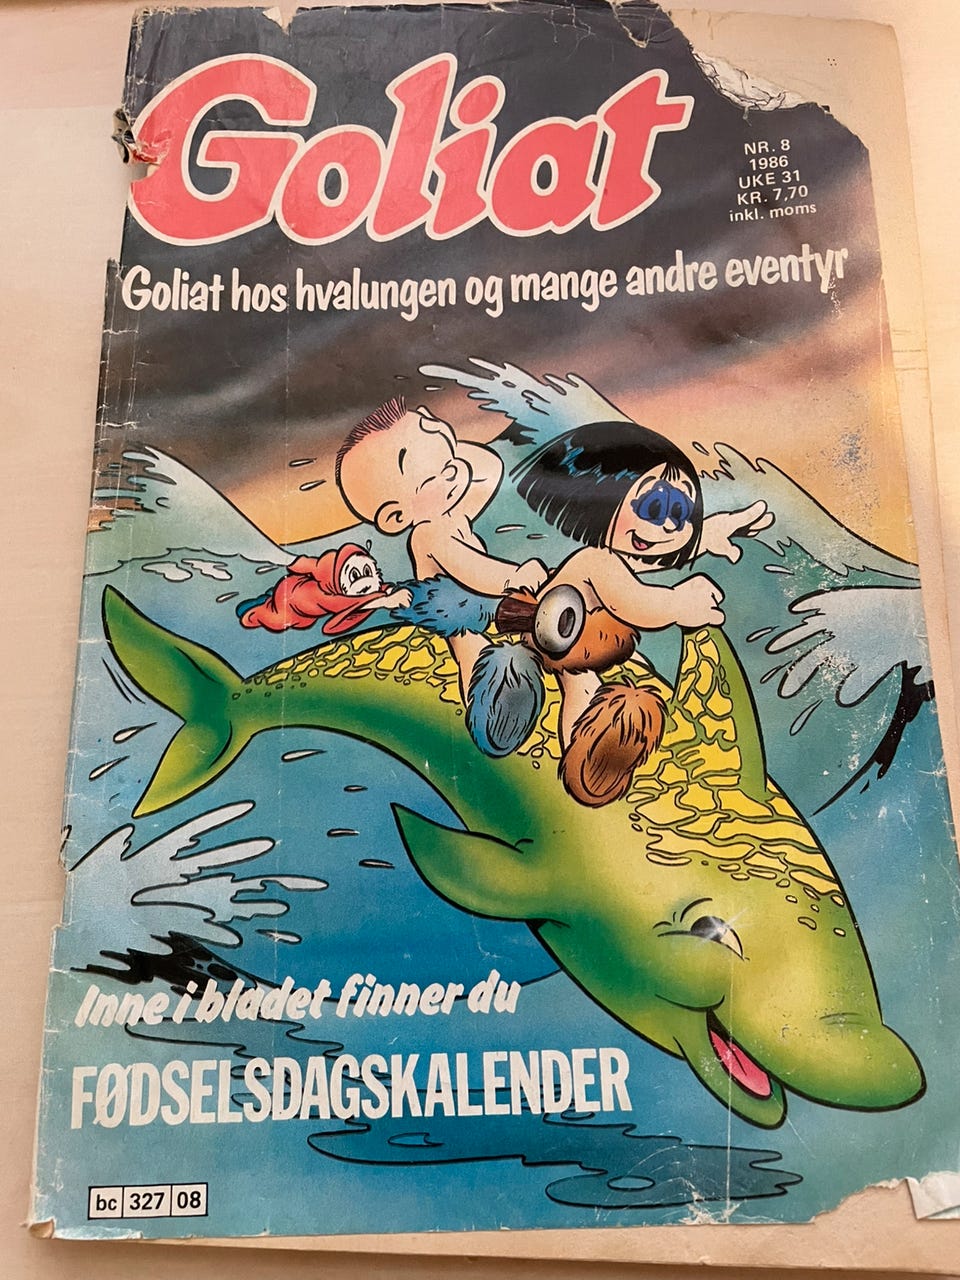 Goliat
NR. 8
1986
UKE 31
KR. 7,70
inkl. moms
Goliat hos hvalungen og mange andre eventyr
Inne i bladet finner du
FØDSELSDAGSKALENDER
bc 327 08